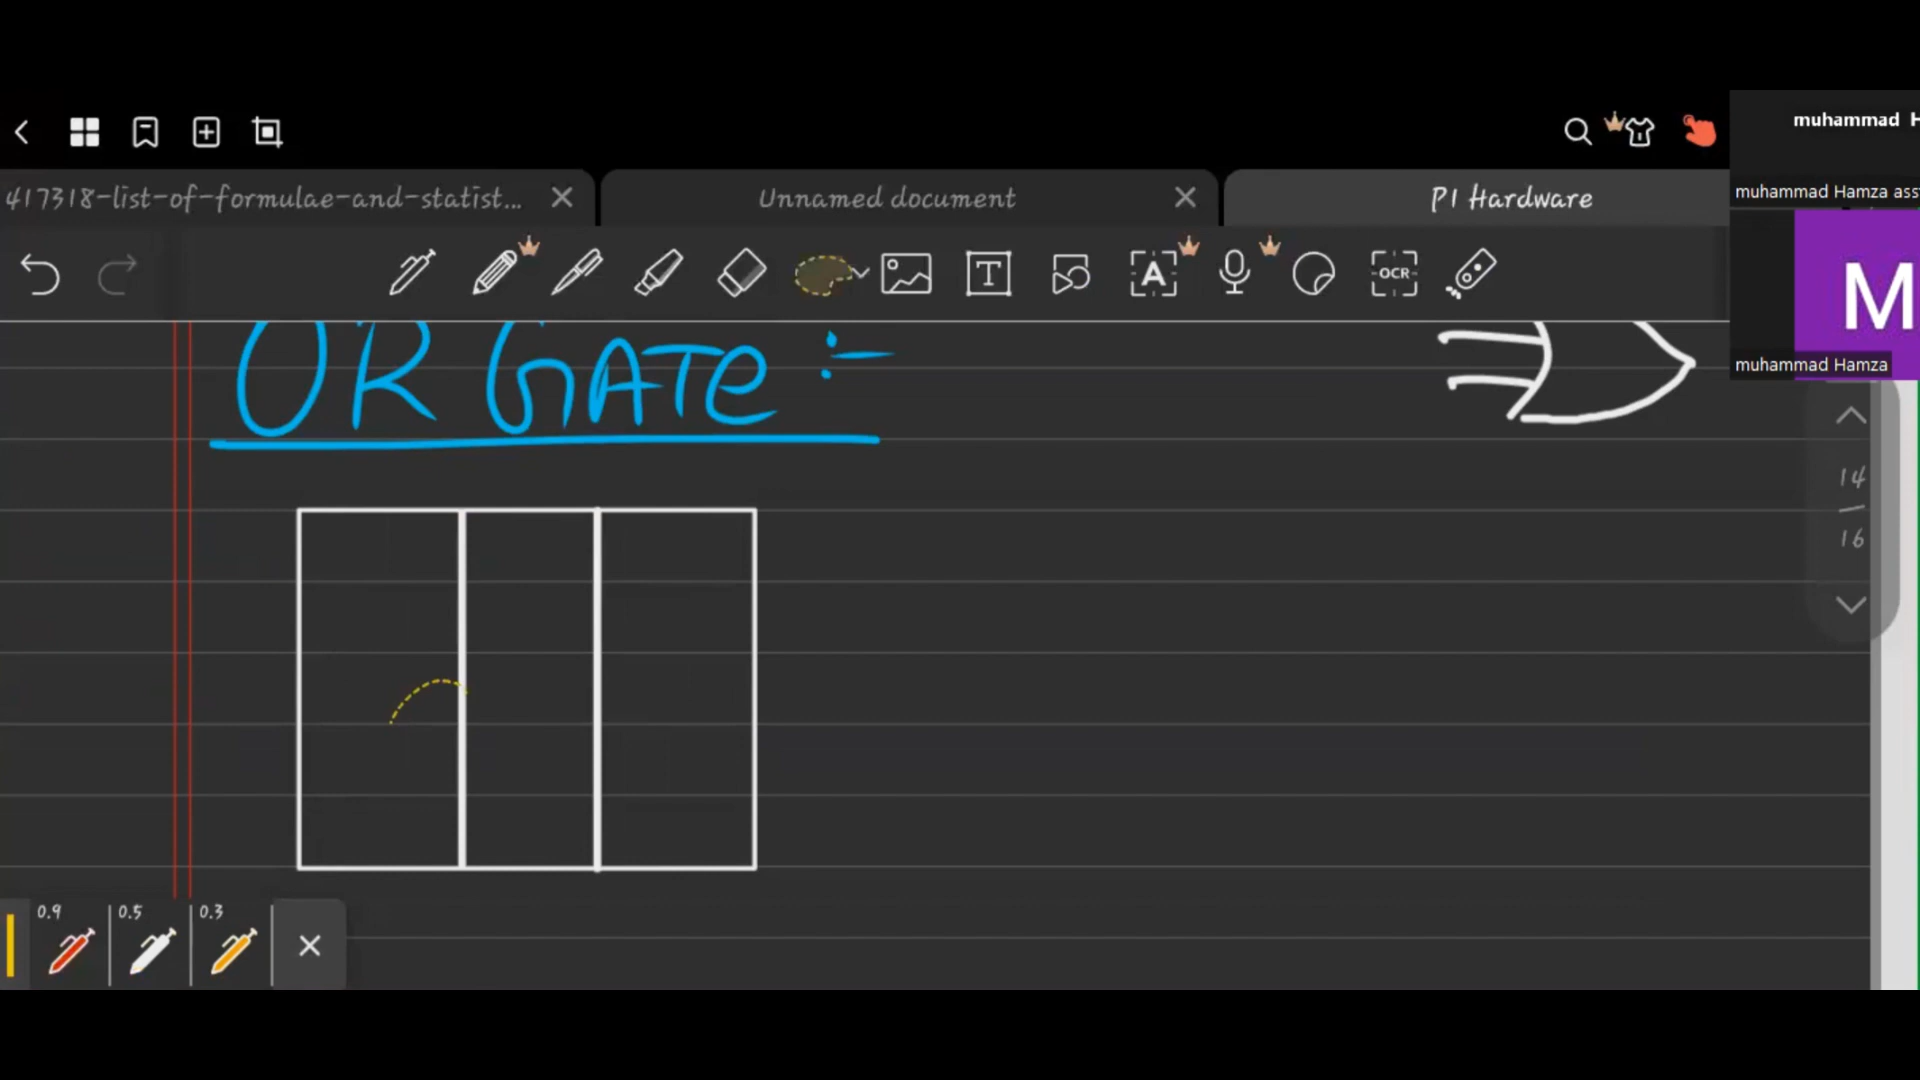 muhammad H
417318-list-of-formulae-and-statist...
Unnamed document
P1 Hardware
muhammad Hamza ass
T
A
OCR
M
muhammad Hamza
OR GATE :-
14
16
0.9
0.5
0.3